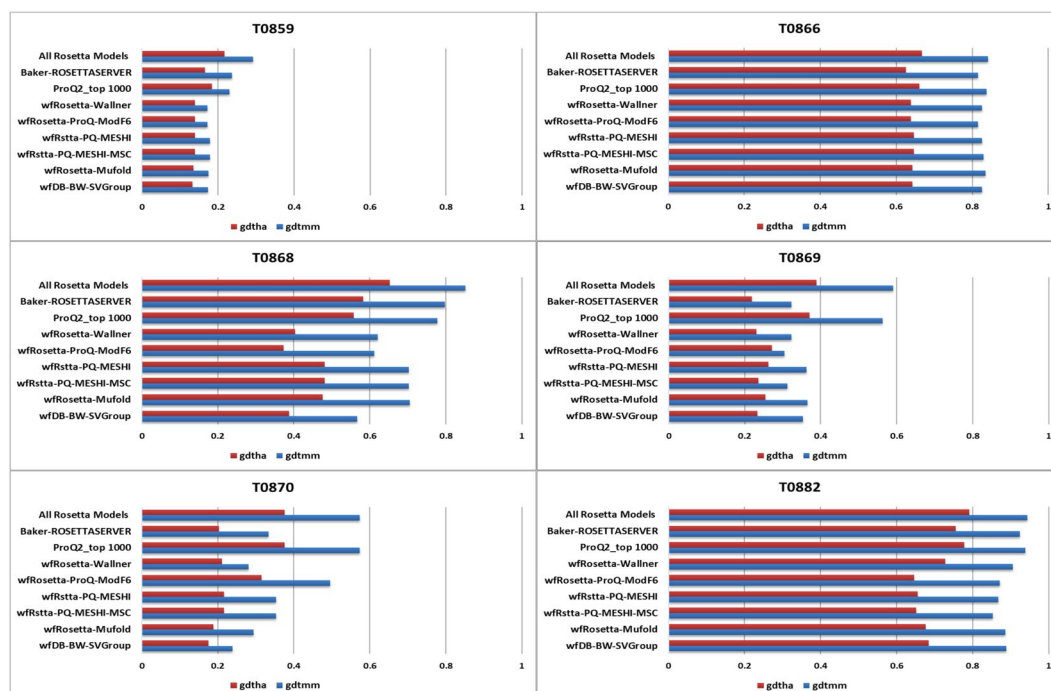 T0859
All Rosetta Models
Baker-ROSETTASERVER
ProQ2_top 1000
wfRosetta-Wallner
wfRosetta-ProQ-ModF6
wfRstta-PQ-MESHI
wfRstta-PQ-MESHI-MSC
wfRosetta-Mufold
wfDB-BW-SVGroup
0 0.2 0.4 0.6 0.8 1
gdtha gdtmm
T0866
All Rosetta Models
Baker-ROSETTASERVER
ProQ2_top 1000
wfRosetta-Wallner
wfRosetta-ProQ-ModF6
wfRstta-PQ-MESHI
wfRstta-PQ-MESHI-MSC
wfRosetta-Mufold
wfDB-BW-SVGroup
0 0.2 0.4 0.6 0.8 1
gdtha gdtmm
T0868
All Rosetta Models
Baker-ROSETTASERVER
ProQ2_top 1000
wfRosetta-Wallner
wfRosetta-ProQ-ModF6
wfRstta-PQ-MESHI
wfRstta-PQ-MESHI-MSC
wfRosetta-Mufold
wfDB-BW-SVGroup
0 0.2 0.4 0.6 0.8 1
gdtha gdtmm
T0869
All Rosetta Models
Baker-ROSETTASERVER
ProQ2_top 1000
wfRosetta-Wallner
wfRosetta-ProQ-ModF6
wfRstta-PQ-MESHI
wfRstta-PQ-MESHI-MSC
wfRosetta-Mufold
wfDB-BW-SVGroup
0 0.2 0.4 0.6 0.8 1
gdtha gdtmm
T0870
All Rosetta Models
Baker-ROSETTASERVER
ProQ2_top 1000
wfRosetta-Wallner
wfRosetta-ProQ-ModF6
wfRstta-PQ-MESHI
wfRstta-PQ-MESHI-MSC
wfRosetta-Mufold
wfDB-BW-SVGroup
0 0.2 0.4 0.6 0.8 1
gdtha gdtmm
T0882
All Rosetta Models
Baker-ROSETTASERVER
ProQ2_top 1000
wfRosetta-Wallner
wfRosetta-ProQ-ModF6
wfRstta-PQ-MESHI
wfRstta-PQ-MESHI-MSC
wfRosetta-Mufold
wfDB-BW-SVGroup
0 0.2 0.4 0.6 0.8 1
gdtha gdtmm